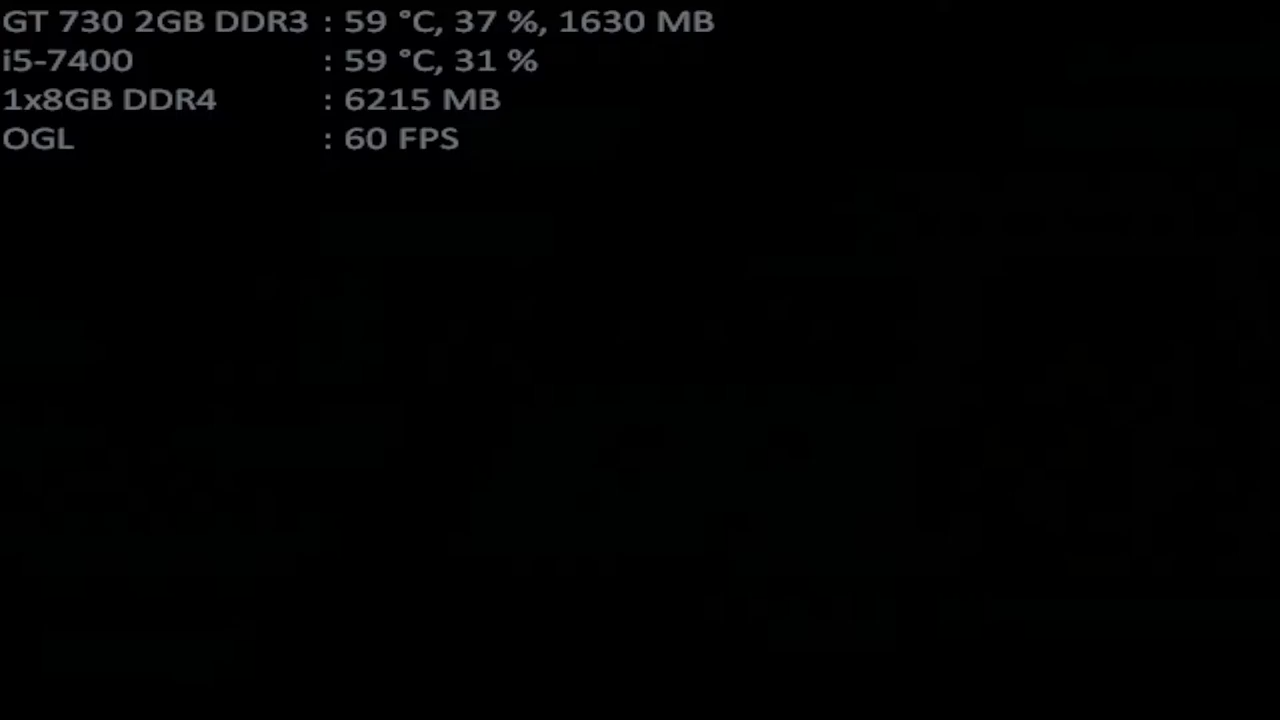 GT 730 2GB DDR3 : 59 °C, 37 %, 1630 MB
i5-7400 : 59 °C, 31 %
1x8GB DDR4 : 6215 MB
OGL : 60 FPS